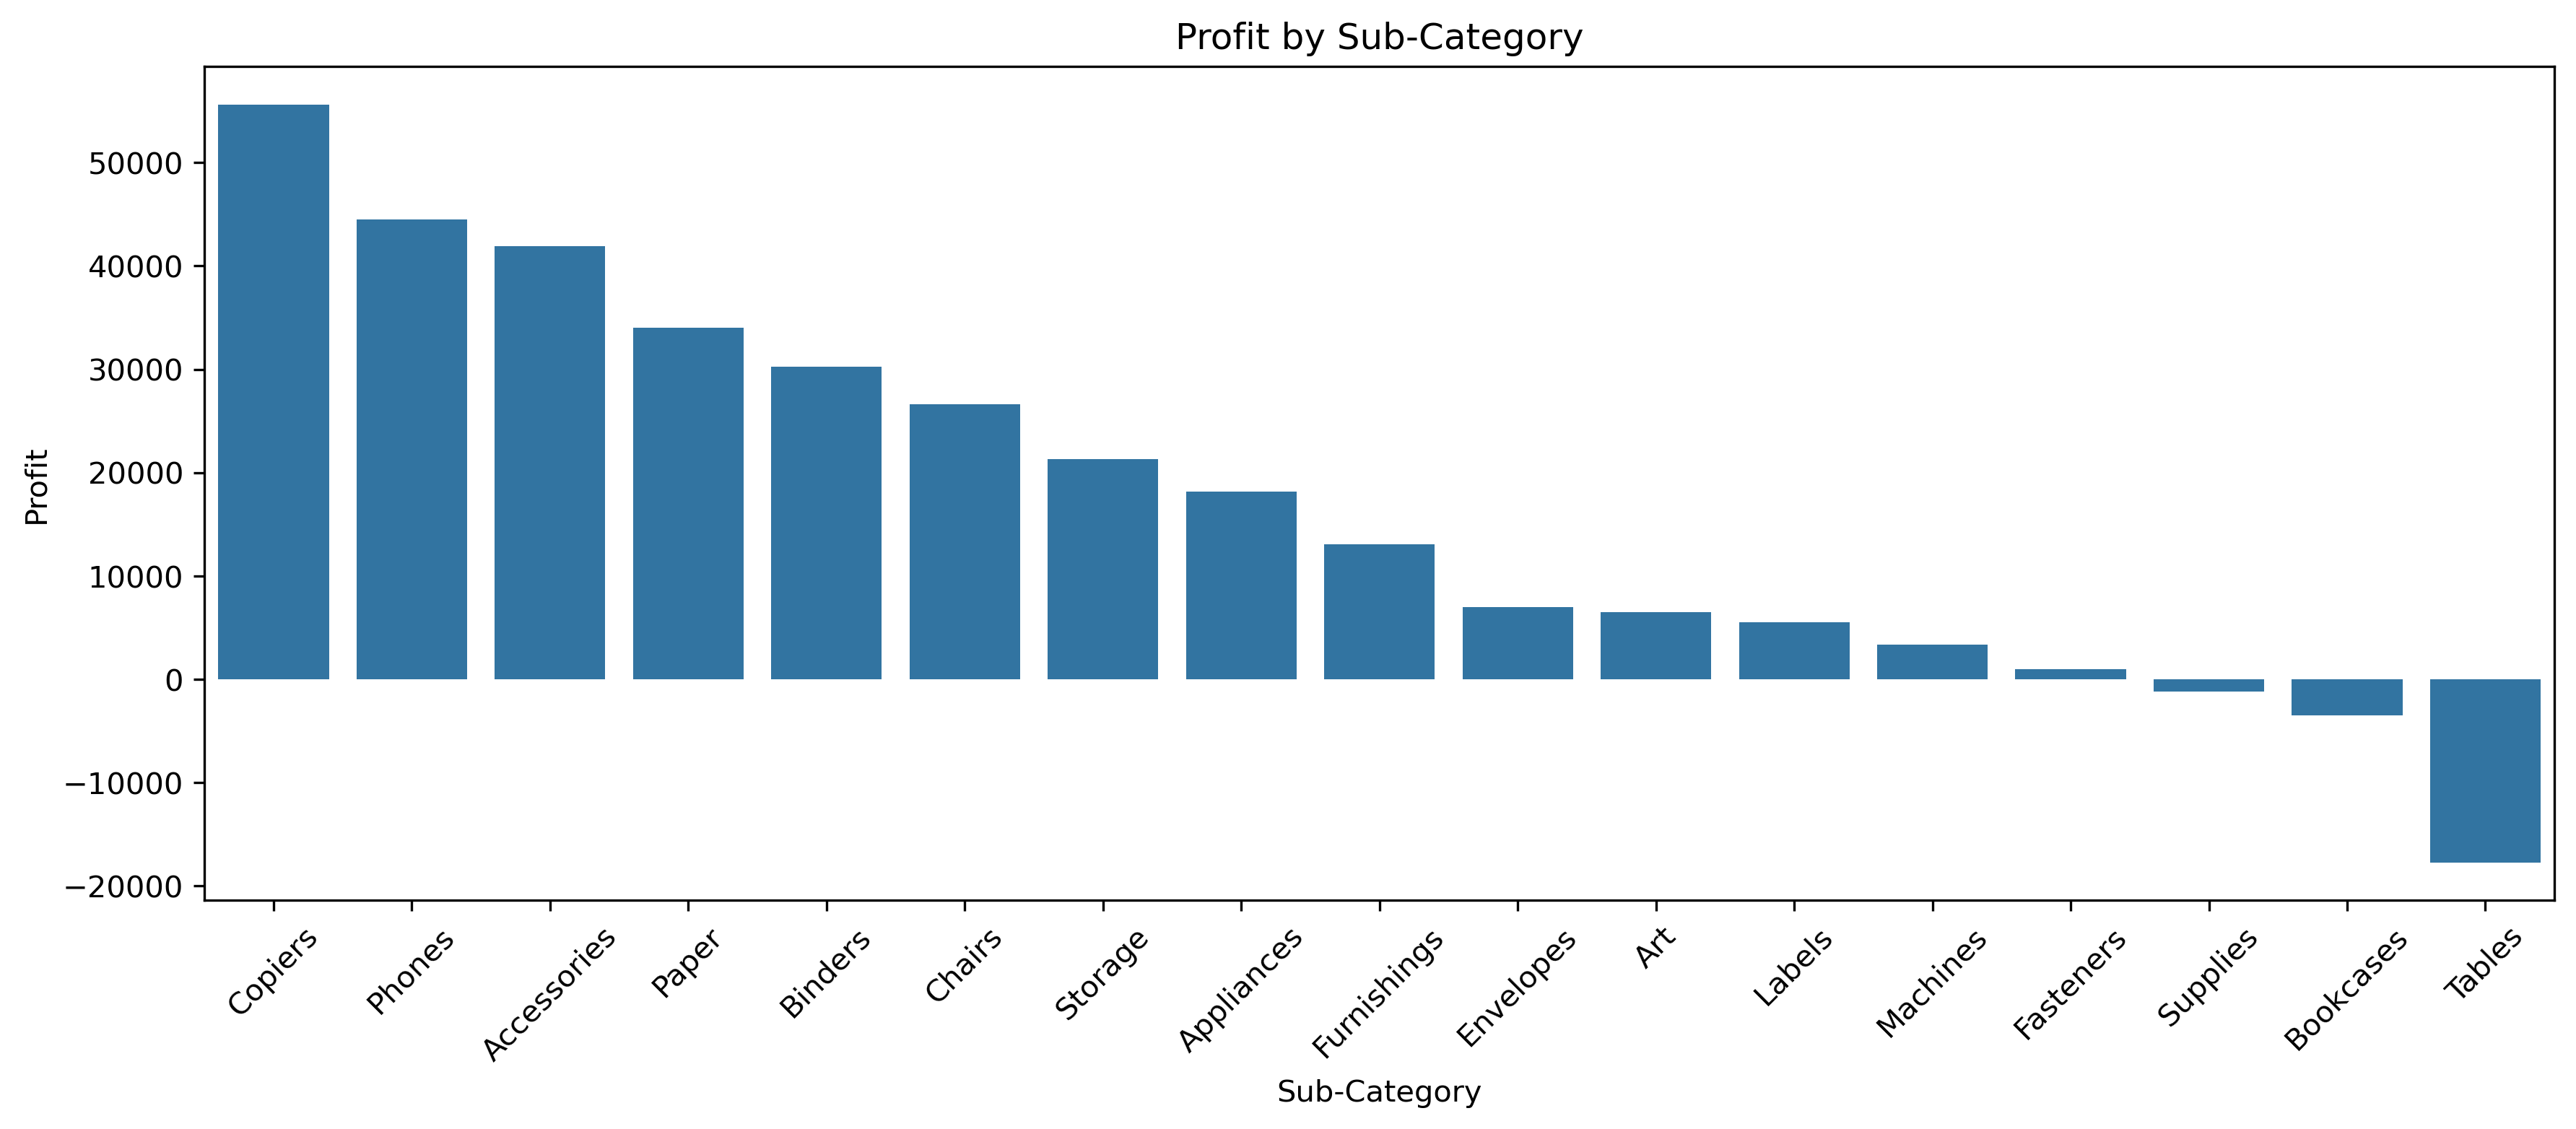 Profit by Sub-Category
Profit
50000
40000
30000
20000
10000
0
−10000
−20000
Copiers
Phones
Accessories
Paper
Binders
Chairs
Storage
Appliances
Furnishings
Envelopes
Art
Labels
Machines
Fasteners
Supplies
Bookcases
Tables
Sub-Category